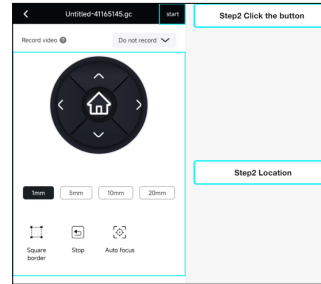 Untitled-41165145.gc
start
Step2 Click the button
Record video
Do not record
Step2 Location
1mm
5mm
10mm
20mm
Square
border
Stop
Auto focus